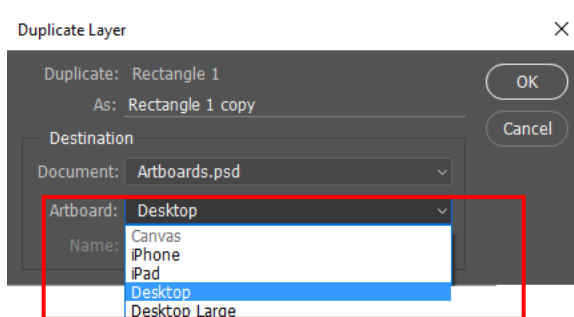 Duplicate Layer
Duplicate: Rectangle 1
OK
As: Rectangle 1 copy
Cancel
Destination
Document: Artboards.psd
Artboard: Desktop
Name:
Canvas
iPhone
iPad
Desktop
Desktop Large